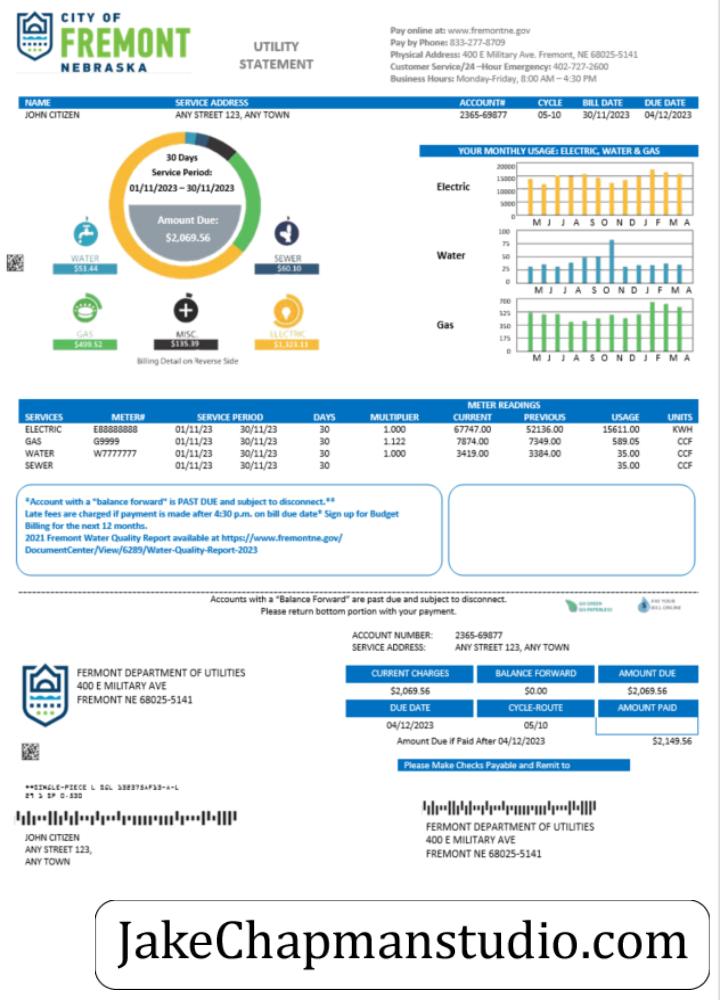 CITY OF
FREMONT
NEBRASKA
UTILITY
STATEMENT
Pay online at: www.fremontne.gov
Pay by Phone: 833-277-8709
Physical Address: 400 E Military Ave. Fremont, NE 68025-5141
Customer Service/24 –Hour Emergency: 402-727-2600
Business Hours: Monday-Friday, 8:00 AM – 4:30 PM
NAME SERVICE ADDRESS ACCOUNT# CYCLE BILL DATE DUE DATE
JOHN CITIZEN ANY STREET 123, ANY TOWN 2365-69877 05-10 30/11/2023 04/12/2023
30 Days
Service Period:
01/11/2023 – 30/11/2023
Amount Due:
$2,069.56
WATER
$51.44
SEWER
$60.10
GAS
$499.52
MISC.
$135.39
ELECTRIC
$1,323.11
Billing Detail on Reverse Side
YOUR MONTHLY USAGE: ELECTRIC, WATER & GAS
Electric
20000
15000
10000
5000
0
M J J A S O N D J F M A
Water
100
75
50
25
0
M J J A S O N D J F M A
Gas
700
525
350
175
0
M J J A S O N D J F M A
METER READINGS
SERVICES METER# SERVICE PERIOD DAYS MULTIPLIER CURRENT PREVIOUS USAGE UNITS
ELECTRIC E88888888 01/11/23 30/11/23 30 1.000 67747.00 52136.00 15611.00 KWH
GAS G9999 01/11/23 30/11/23 30 1.122 7874.00 7349.00 589.05 CCF
WATER W7777777 01/11/23 30/11/23 30 1.000 3419.00 3384.00 35.00 CCF
SEWER 01/11/23 30/11/23 30 35.00 CCF
*Account with a "balance forward" is PAST DUE and subject to disconnect.**
Late fees are charged if payment is made after 4:30 p.m. on bill due date* Sign up for Budget
Billing for the next 12 months.
2021 Fremont Water Quality Report available at https://www.fremontne.gov/
DocumentCenter/View/6289/Water-Quality-Report-2023
Accounts with a "Balance Forward" are past due and subject to disconnect.
Please return bottom portion with your payment.
GO GREEN
GO PAPERLESS
PAY YOUR
BILL ONLINE
ACCOUNT NUMBER: 2365-69877
SERVICE ADDRESS: ANY STREET 123, ANY TOWN
FERMONT DEPARTMENT OF UTILITIES
400 E MILITARY AVE
FREMONT NE 68025-5141
CURRENT CHARGES BALANCE FORWARD AMOUNT DUE
$2,069.56 $0.00 $2,069.56
DUE DATE CYCLE-ROUTE AMOUNT PAID
04/12/2023 05/10
Amount Due if Paid After 04/12/2023 $2,149.56
Please Make Checks Payable and Remit to
JOHN CITIZEN
ANY STREET 123,
ANY TOWN
FERMONT DEPARTMENT OF UTILITIES
400 E MILITARY AVE
FREMONT NE 68025-5141
JakeChapmanstudio.com